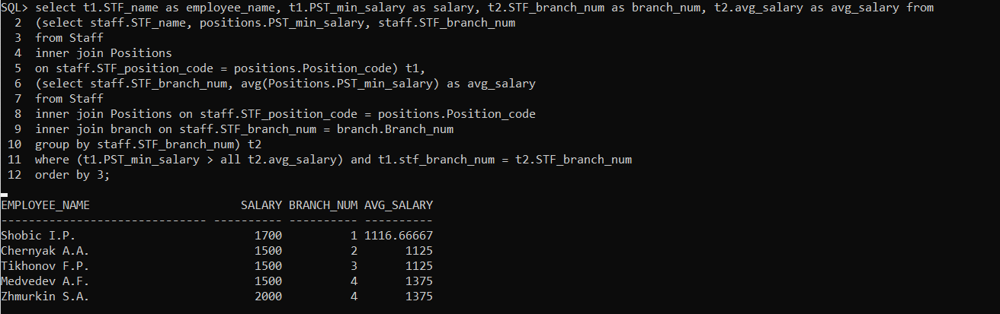 SQL> select t1.STF_name as employee_name, t1.PST_min_salary as salary, t2.STF_branch_num as branch_num, t2.avg_salary as avg_salary from
  2  (select staff.STF_name, positions.PST_min_salary, staff.STF_branch_num
  3  from Staff
  4  inner join Positions
  5  on staff.STF_position_code = positions.Position_code) t1,
  6  (select staff.STF_branch_num, avg(Positions.PST_min_salary) as avg_salary
  7  from Staff
  8  inner join Positions on staff.STF_position_code = positions.Position_code
  9  inner join branch on staff.STF_branch_num = branch.Branch_num
 10  group by staff.STF_branch_num) t2
 11  where (t1.PST_min_salary > all t2.avg_salary) and t1.stf_branch_num = t2.STF_branch_num
 12  order by 3;
EMPLOYEE_NAME                      SALARY BRANCH_NUM AVG_SALARY
------------------------------ ---------- ---------- ----------
Shobic I.P.                          1700          1 1116.66667
Chernyak A.A.                        1500          2       1125
Tikhonov F.P.                        1500          3       1125
Medvedev A.F.                        1500          4       1375
Zhmurkin S.A.                        2000          4       1375